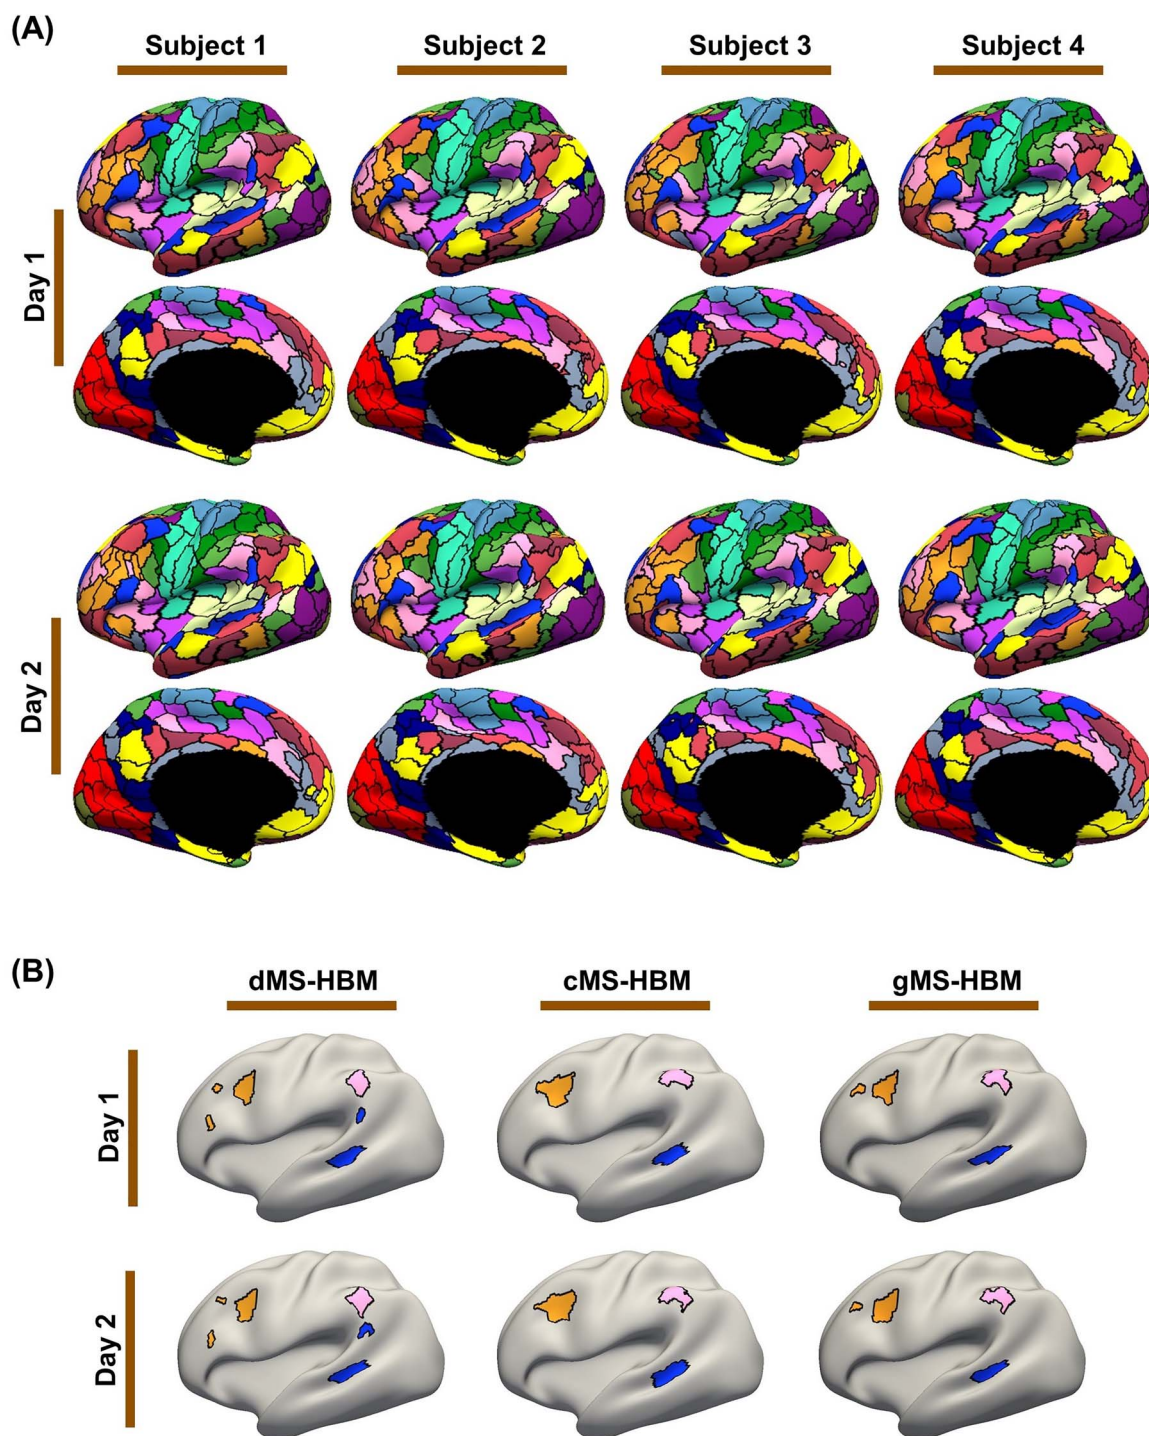 (A)
Subject 1 Subject 2 Subject 3 Subject 4
Day 1
Day 2
(B)
dMS-HBM cMS-HBM gMS-HBM
Day 1
Day 2